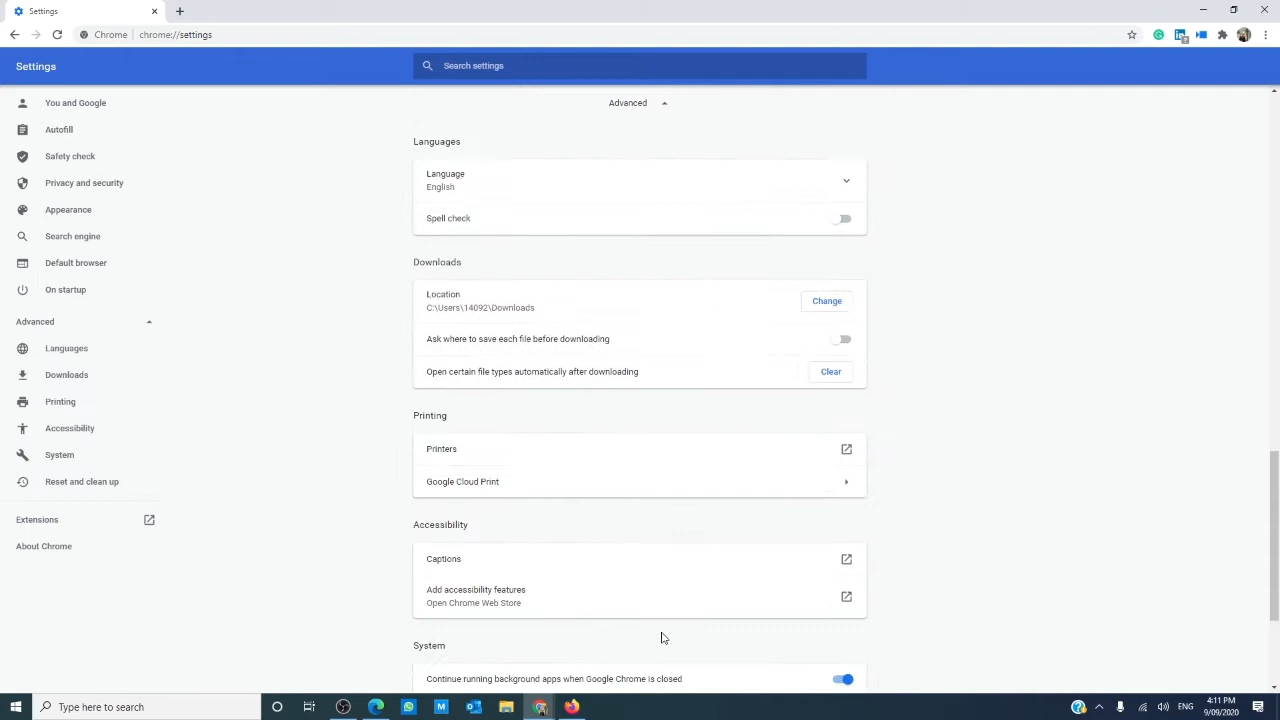 Settings
Chrome
chrome://settings
Settings
Search settings
You and Google
Autofill
Safety check
Privacy and security
Appearance
Search engine
Default browser
On startup
Advanced
Languages
Downloads
Printing
Accessibility
System
Reset and clean up
Extensions
About Chrome
Advanced
Languages
Language
English
Spell check
Downloads
Location
C:\Users\14092\Downloads
Change
Ask where to save each file before downloading
Open certain file types automatically after downloading
Clear
Printing
Printers
Google Cloud Print
Accessibility
Captions
Add accessibility features
Open Chrome Web Store
System
Continue running background apps when Google Chrome is closed
Type here to search
ENG
4:11 PM
9/09/2020